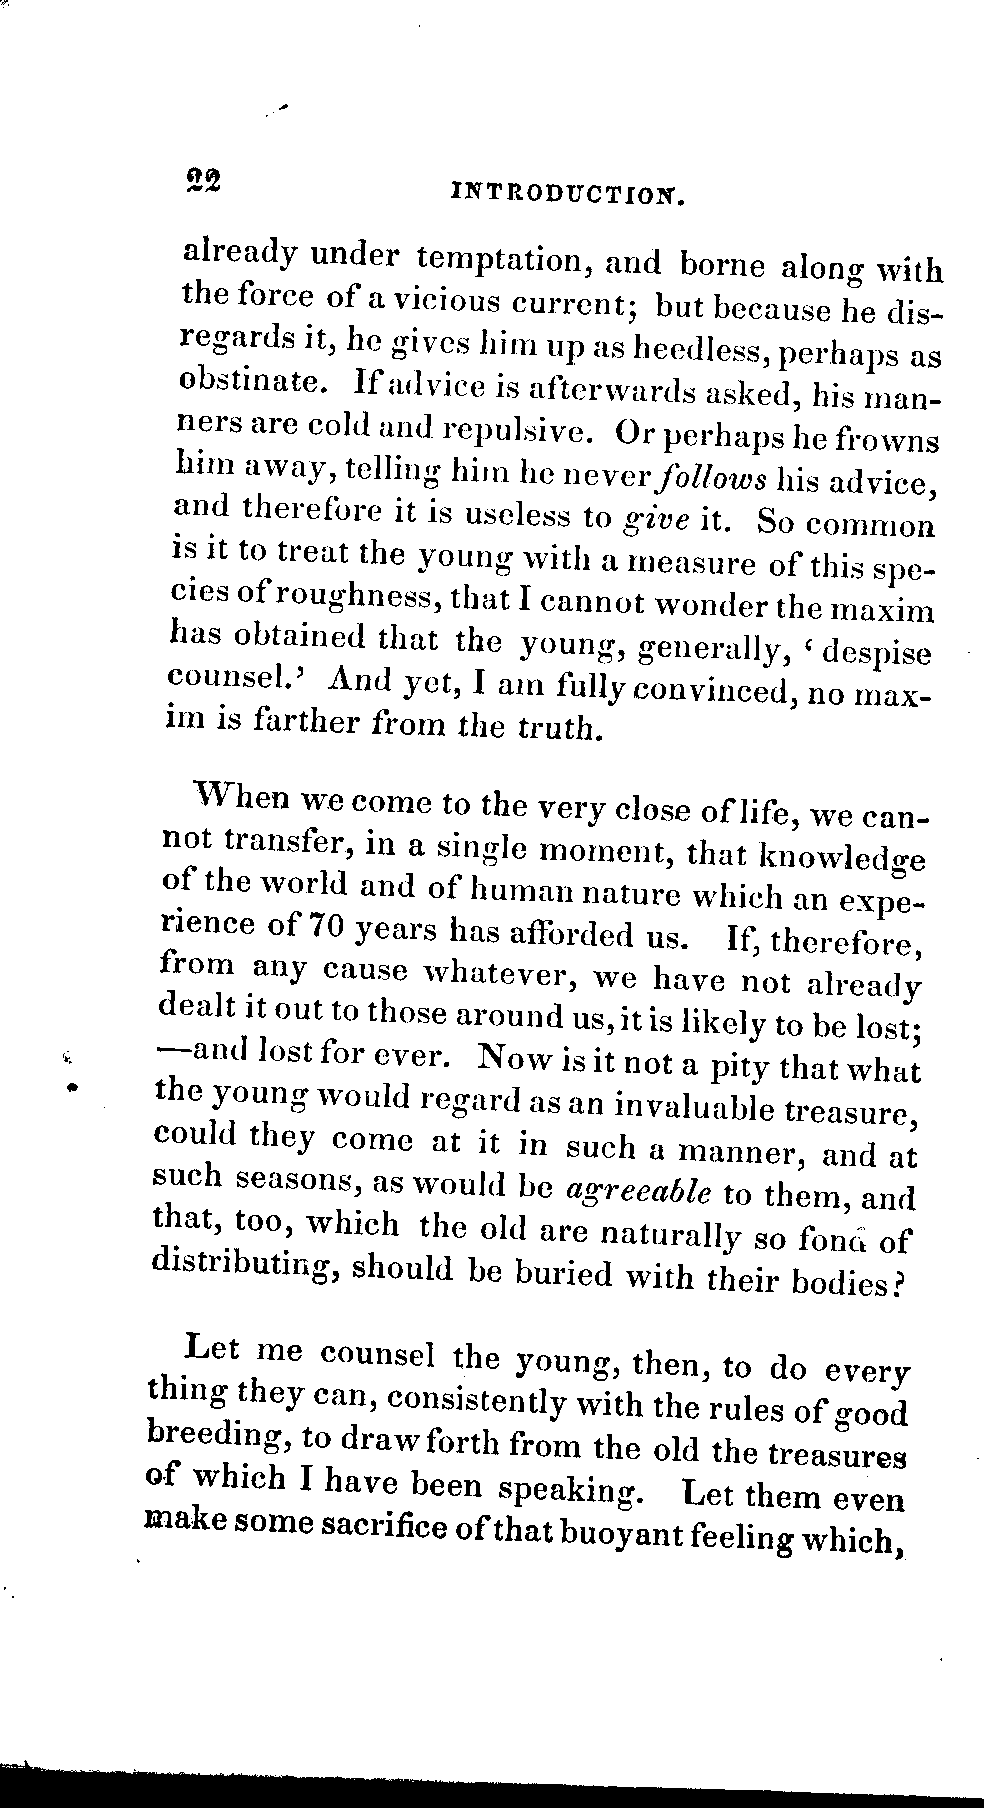 22 INTRODUCTION.
already under temptation, and borne along with
the force of a vicious current; but because he dis-
regards it, he gives him up as heedless, perhaps as
obstinate. If advice is afterwards asked, his man-
ners are cold and repulsive. Or perhaps he frowns
him away, telling him he never follows his advice,
and therefore it is useless to give it. So common
is it to treat the young with a measure of this spe-
cies of roughness, that I cannot wonder the maxim
has obtained that the young, generally, ‘ despise
counsel.’ And yet, I am fully convinced, no max-
im is farther from the truth.
When we come to the very close of life, we can-
not transfer, in a single moment, that knowledge
of the world and of human nature which an expe-
rience of 70 years has afforded us. If, therefore,
from any cause whatever, we have not already
dealt it out to those around us, it is likely to be lost;
—and lost for ever. Now is it not a pity that what
the young would regard as an invaluable treasure,
could they come at it in such a manner, and at
such seasons, as would be agreeable to them, and
that, too, which the old are naturally so fond of
distributing, should be buried with their bodies?
Let me counsel the young, then, to do every
thing they can, consistently with the rules of good
breeding, to draw forth from the old the treasures
of which I have been speaking. Let them even
make some sacrifice of that buoyant feeling which,